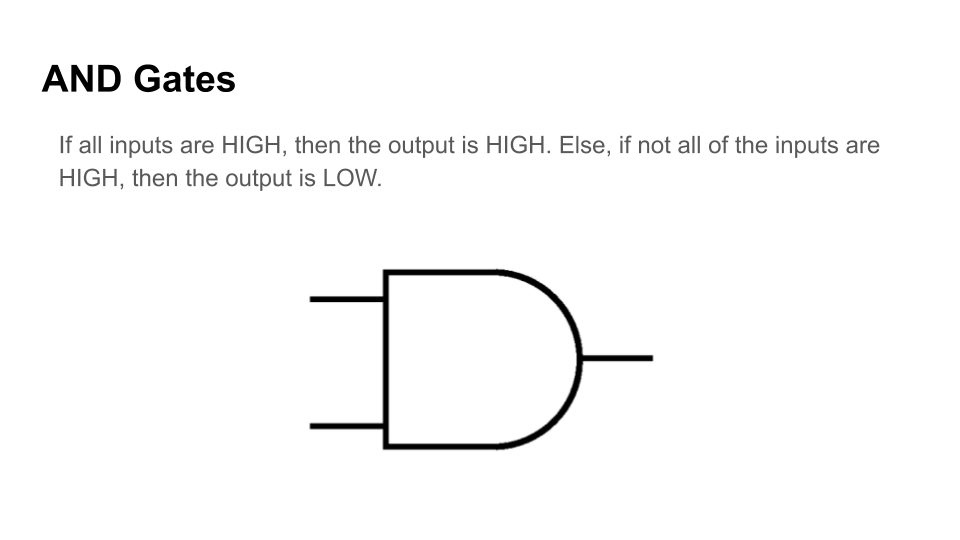 AND Gates
If all inputs are HIGH, then the output is HIGH. Else, if not all of the inputs are
HIGH, then the output is LOW.